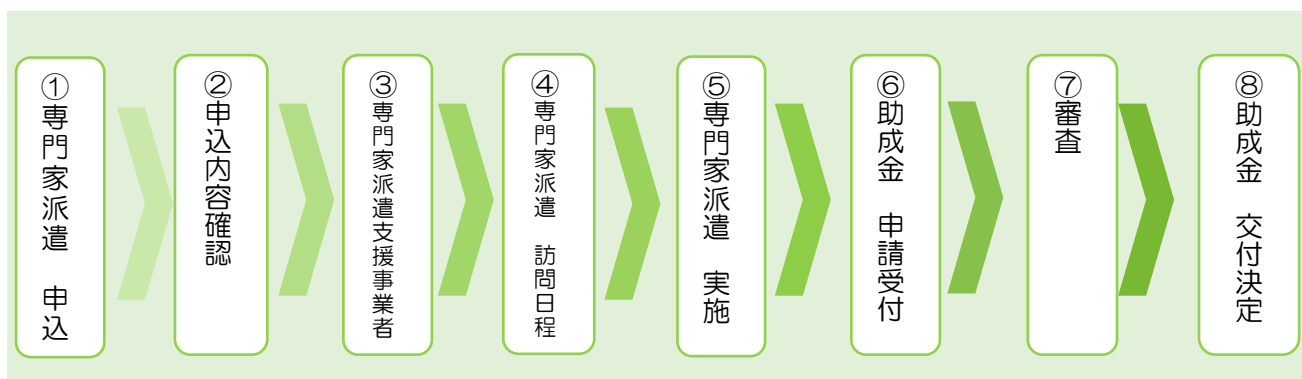 ①専門家派遣　申込
②申込内容確認
③専門家派遣支援事業者
④専門家派遣　訪問日程
⑤専門家派遣　実施
⑥助成金　申請受付
⑦審査
⑧助成金　交付決定